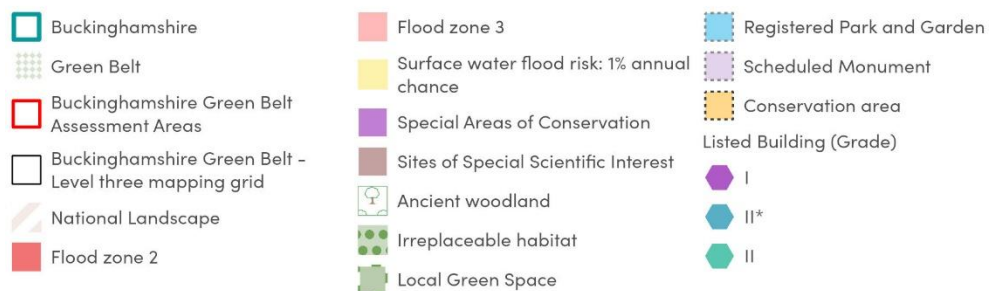 Buckinghamshire
Green Belt
Buckinghamshire Green Belt
Assessment Areas
Buckinghamshire Green Belt -
Level three mapping grid
National Landscape
Flood zone 2
Flood zone 3
Surface water flood risk: 1% annual
chance
Special Areas of Conservation
Sites of Special Scientific Interest
Ancient woodland
Irreplaceable habitat
Local Green Space
Registered Park and Garden
Scheduled Monument
Conservation area
Listed Building (Grade)
I
II*
II